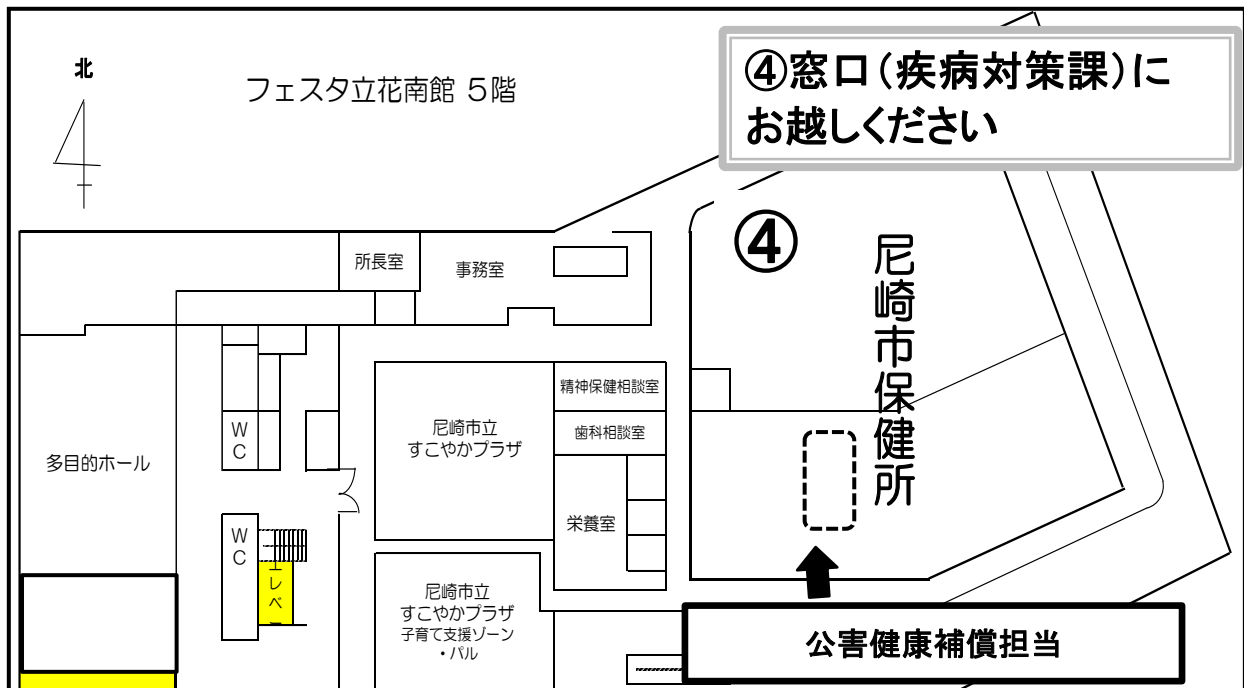 北
フェスタ立花南館 5階
④窓口（疾病対策課）に
お越しください
④
尼崎市保健所
所長室
事務室
精神保健相談室
歯科相談室
栄養室
尼崎市立
すこやかプラザ
多目的ホール
WC
WC
エレベー
尼崎市立
すこやかプラザ
子育て支援ゾーン
・パル
公害健康補償担当